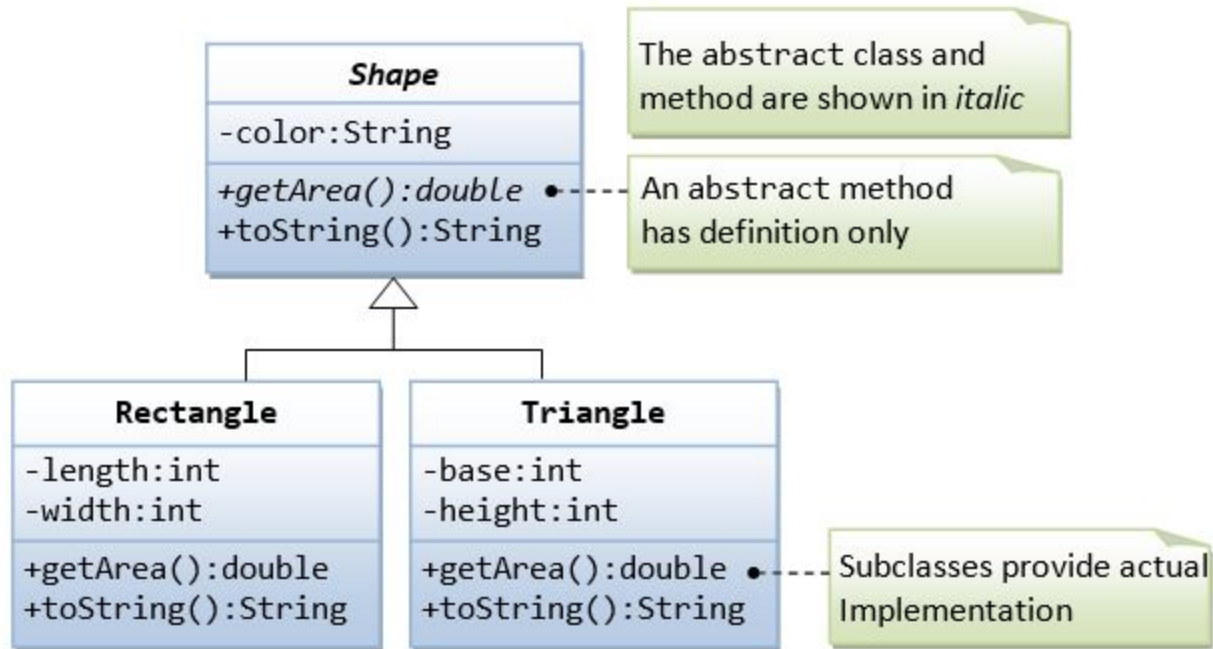 Shape
-color:String
+getArea():double
+toString():String
The abstract class and
method are shown in italic
An abstract method
has definition only
Rectangle
-length:int
-width:int
+getArea():double
+toString():String
Triangle
-base:int
-height:int
+getArea():double
+toString():String
Subclasses provide actual
Implementation